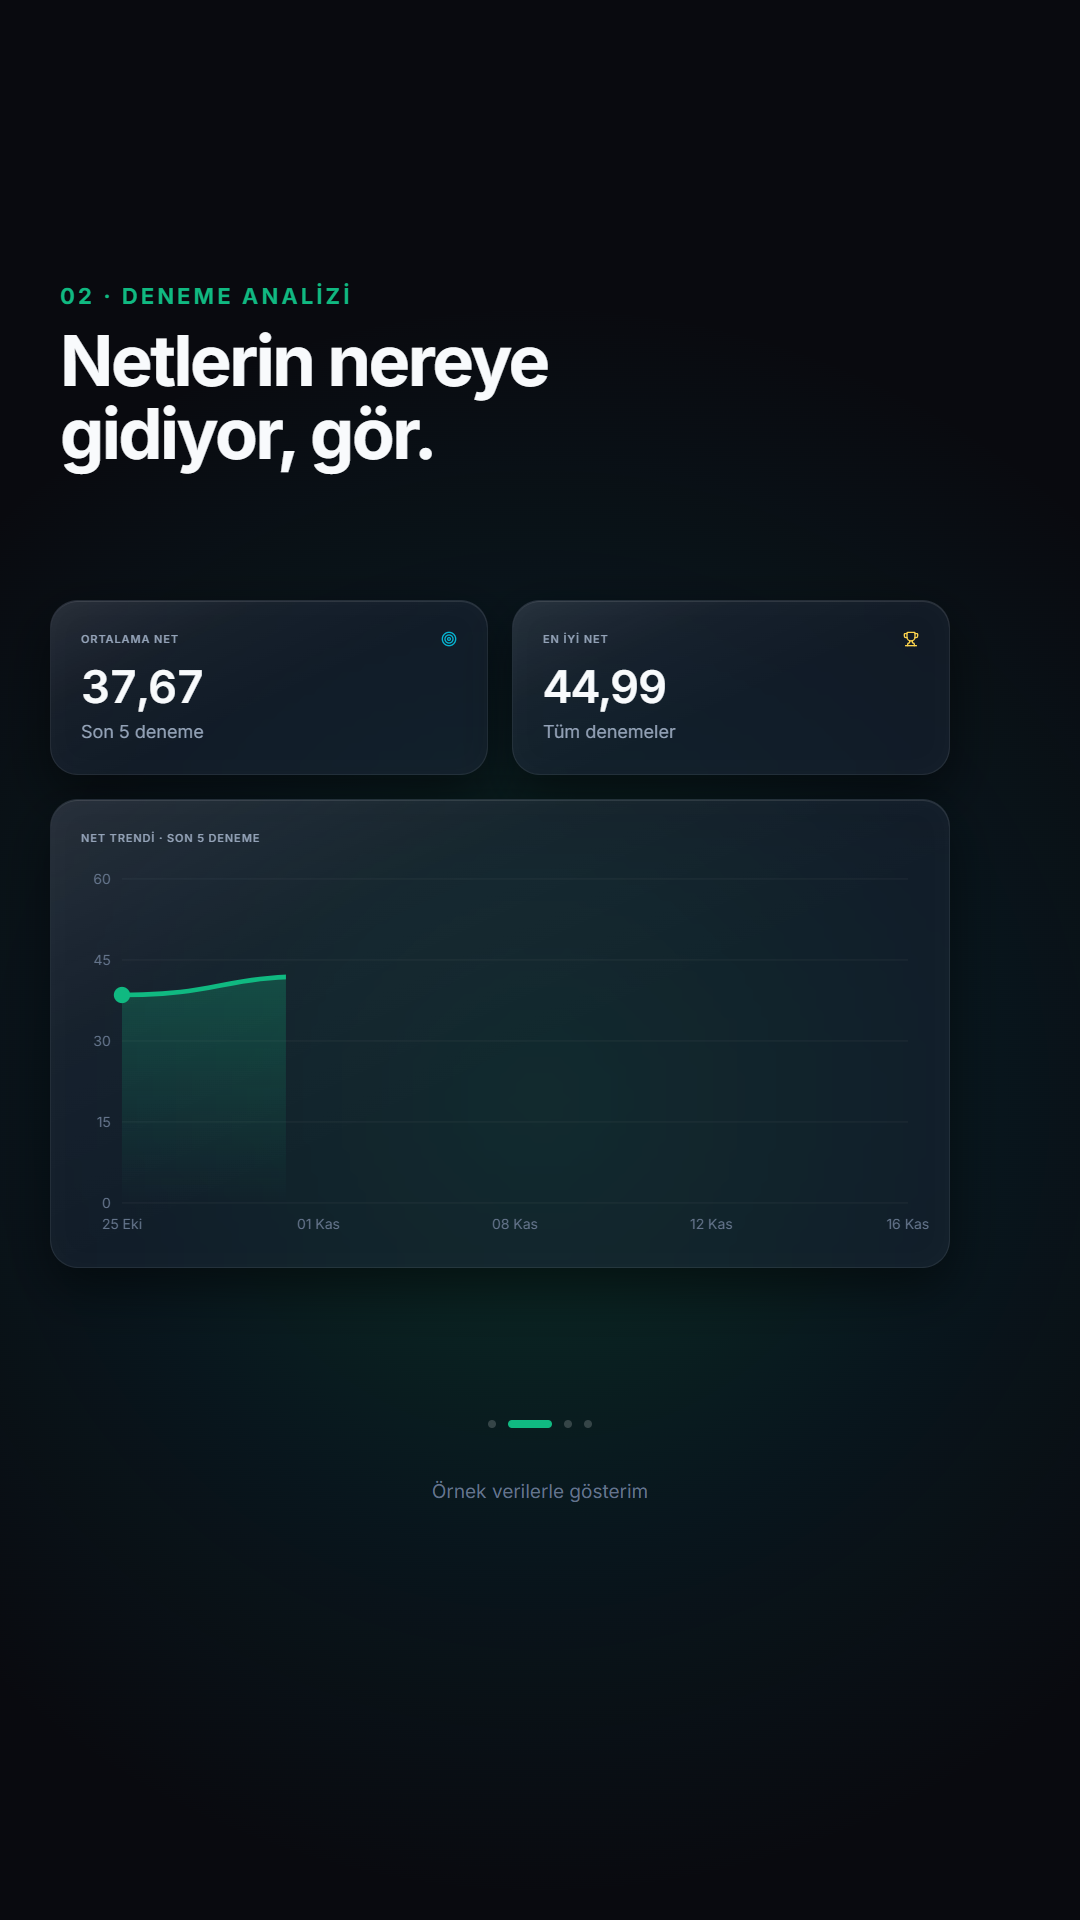 02 · DENEME ANALİZİ
Netlerin nereye
gidiyor, gör.
ORTALAMA NET
37,67
Son 5 deneme
EN İYİ NET
44,99
Tüm denemeler
NET TRENDİ · SON 5 DENEME
60
45
30
15
0
25 Eki 01 Kas 08 Kas 12 Kas 16 Kas
Örnek verilerle gösterim